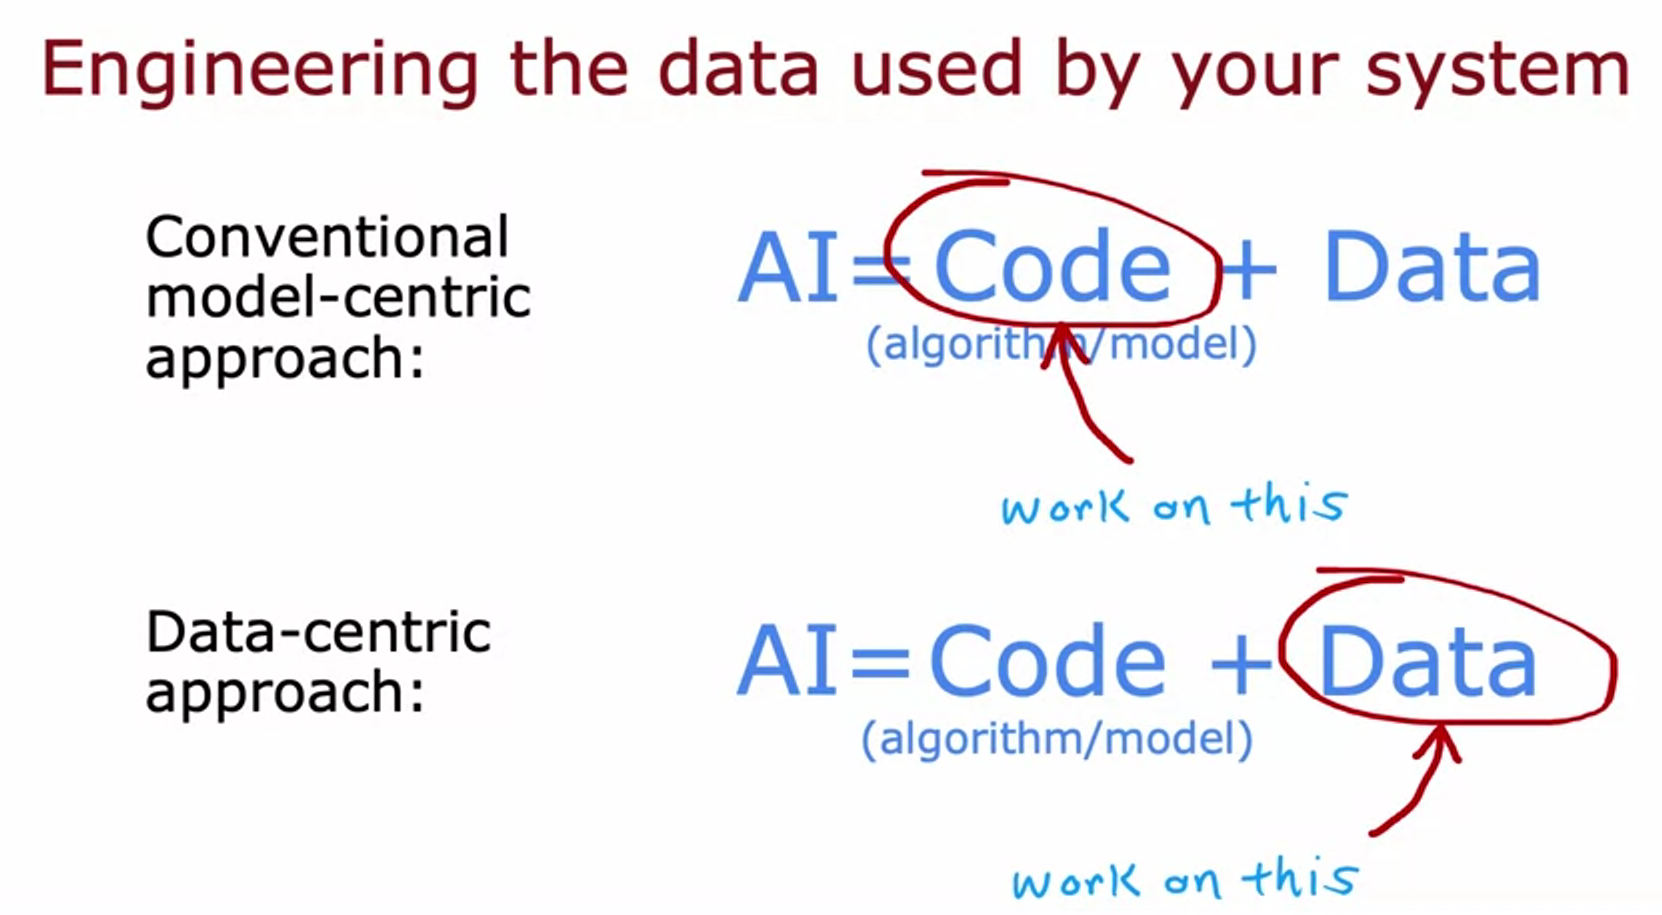 Engineering the data used by your system
Conventional
model-centric
approach:
AI=Code + Data
(algorithm/model)
work on this
Data-centric
approach:
AI=Code + Data
(algorithm/model)
work on this